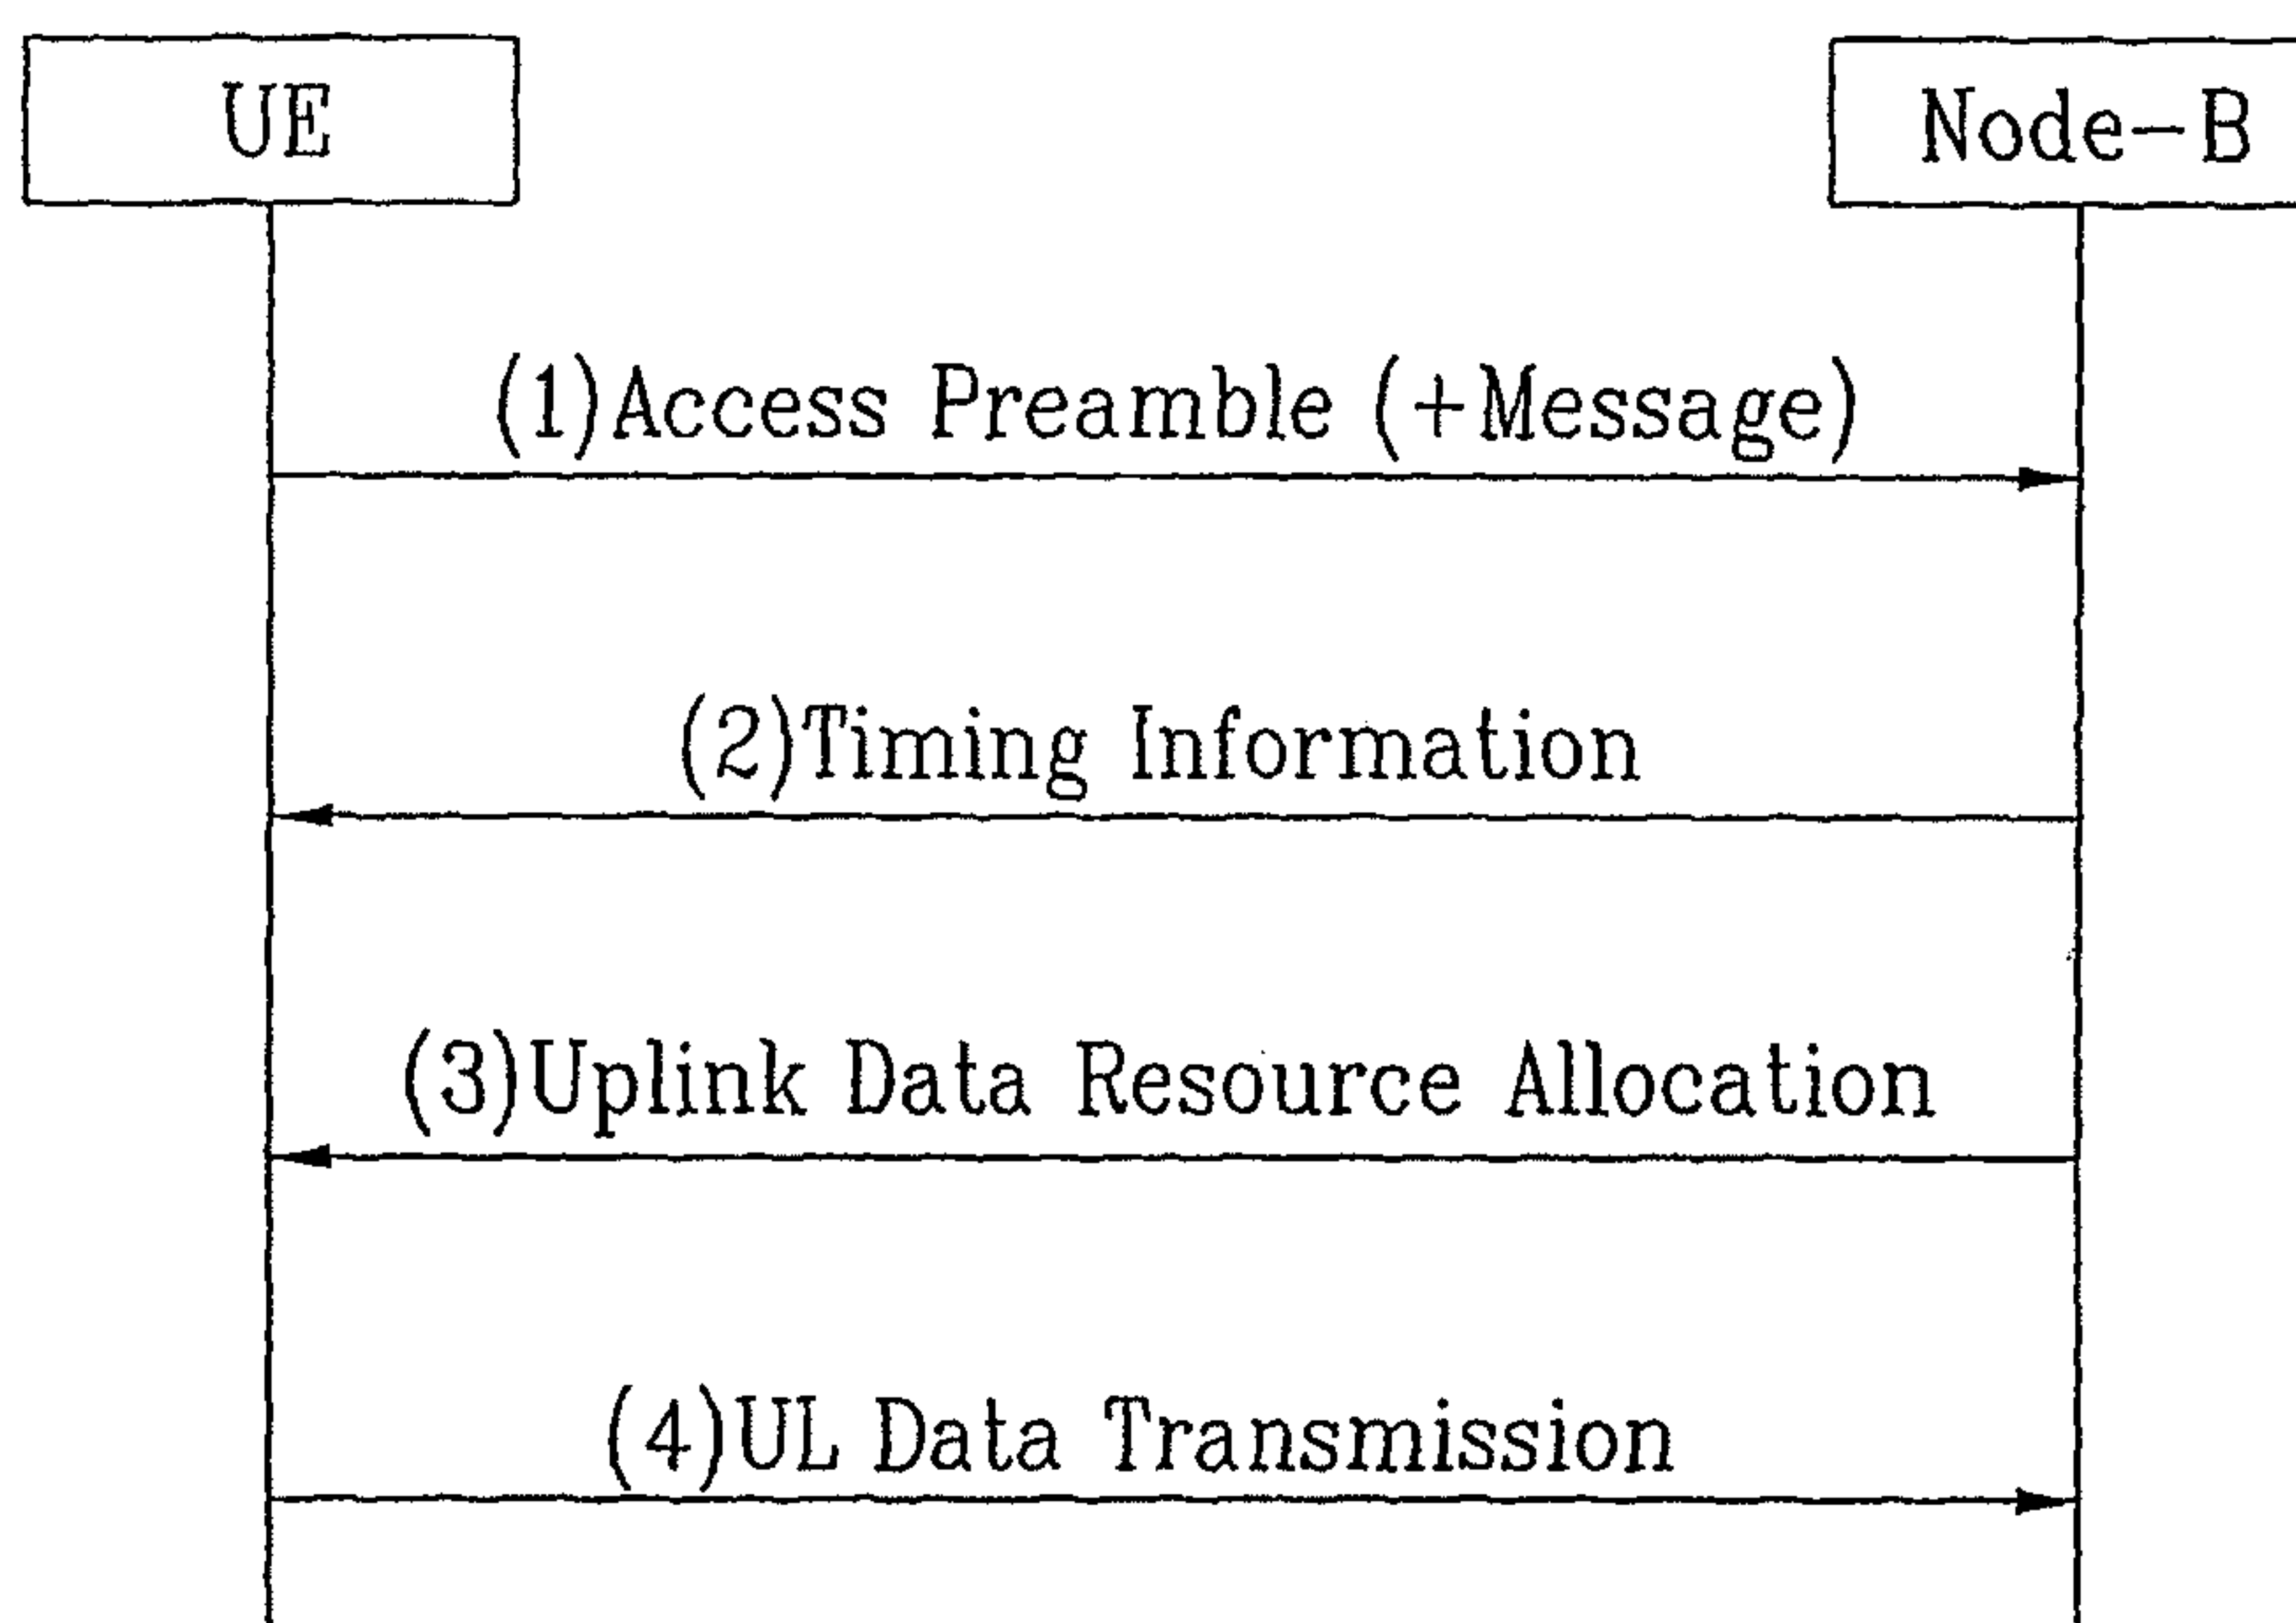 UE
Node-B
(1)Access Preamble (+Message)
(2)Timing Information
(3)Uplink Data Resource Allocation
(4)UL Data Transmission